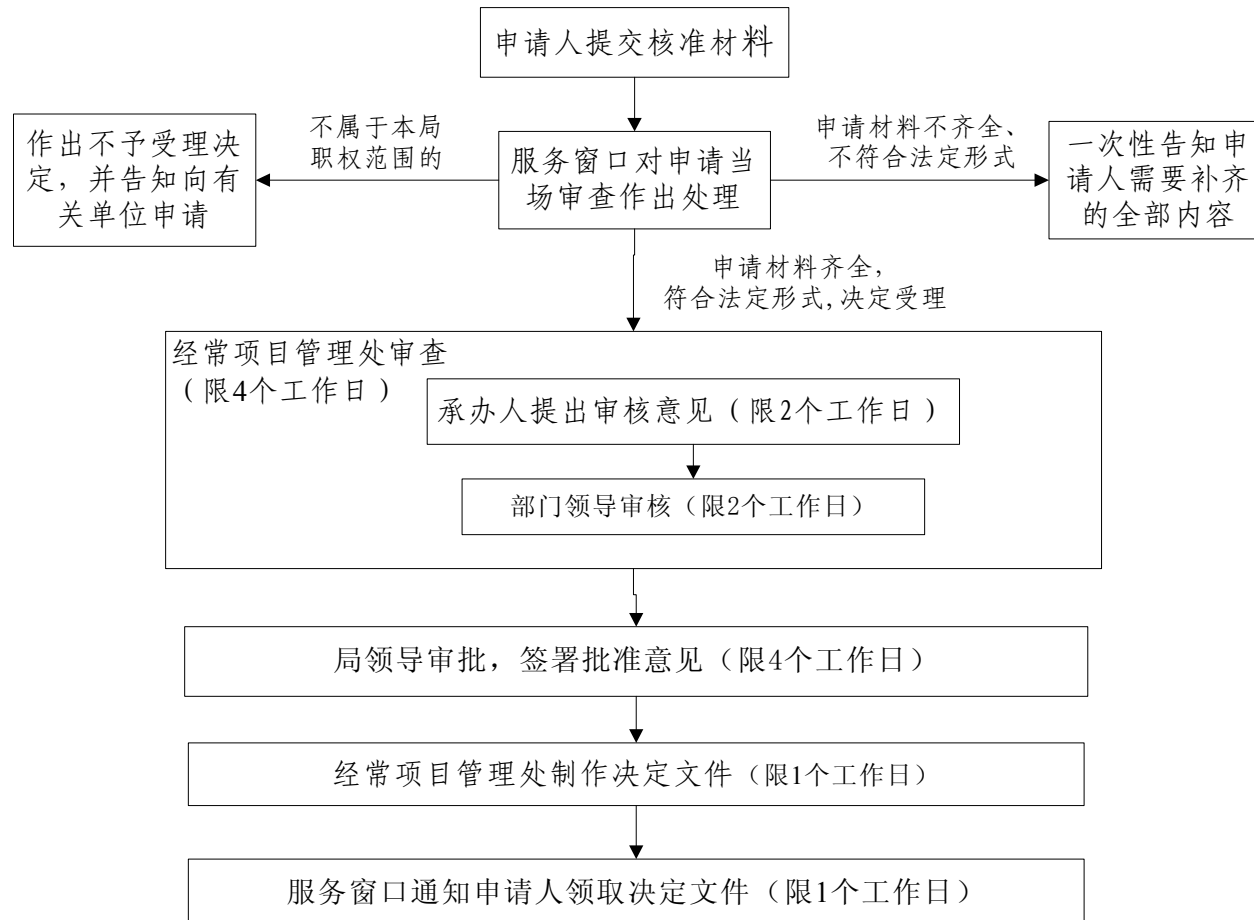 申请人提交核准材料
不属于本局
职权范围的
申请材料不齐全、
不符合法定形式
作出不予受理决
定，并告知向有
关单位申请
服务窗口对申请当
场审查作出处理
一次性告知申
请人需要补齐
的全部内容
申请材料齐全，
符合法定形式,决定受理
经常项目管理处审查
（限4个工作日）
承办人提出审核意见（限2个工作日）
部门领导审核（限2个工作日）
局领导审批，签署批准意见（限4个工作日）
经常项目管理处制作决定文件（限1个工作日）
服务窗口通知申请人领取决定文件（限1个工作日）